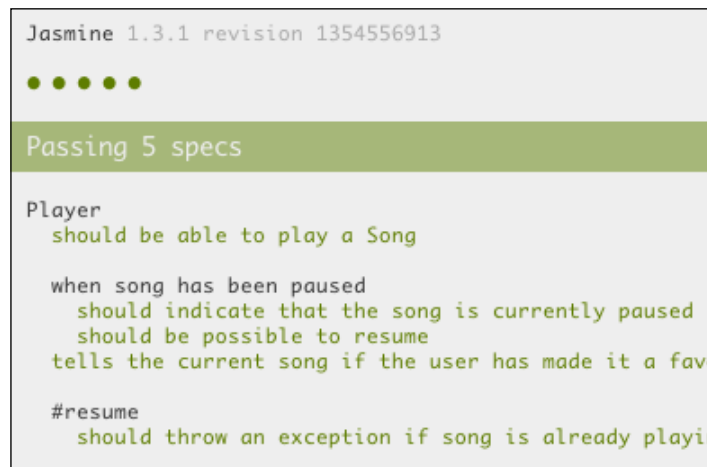 Jasmine 1.3.1 revision 1354556913
Passing 5 specs
Player
should be able to play a Song
when song has been paused
should indicate that the song is currently paused
should be possible to resume
tells the current song if the user has made it a
#resume
should throw an exception if song is already